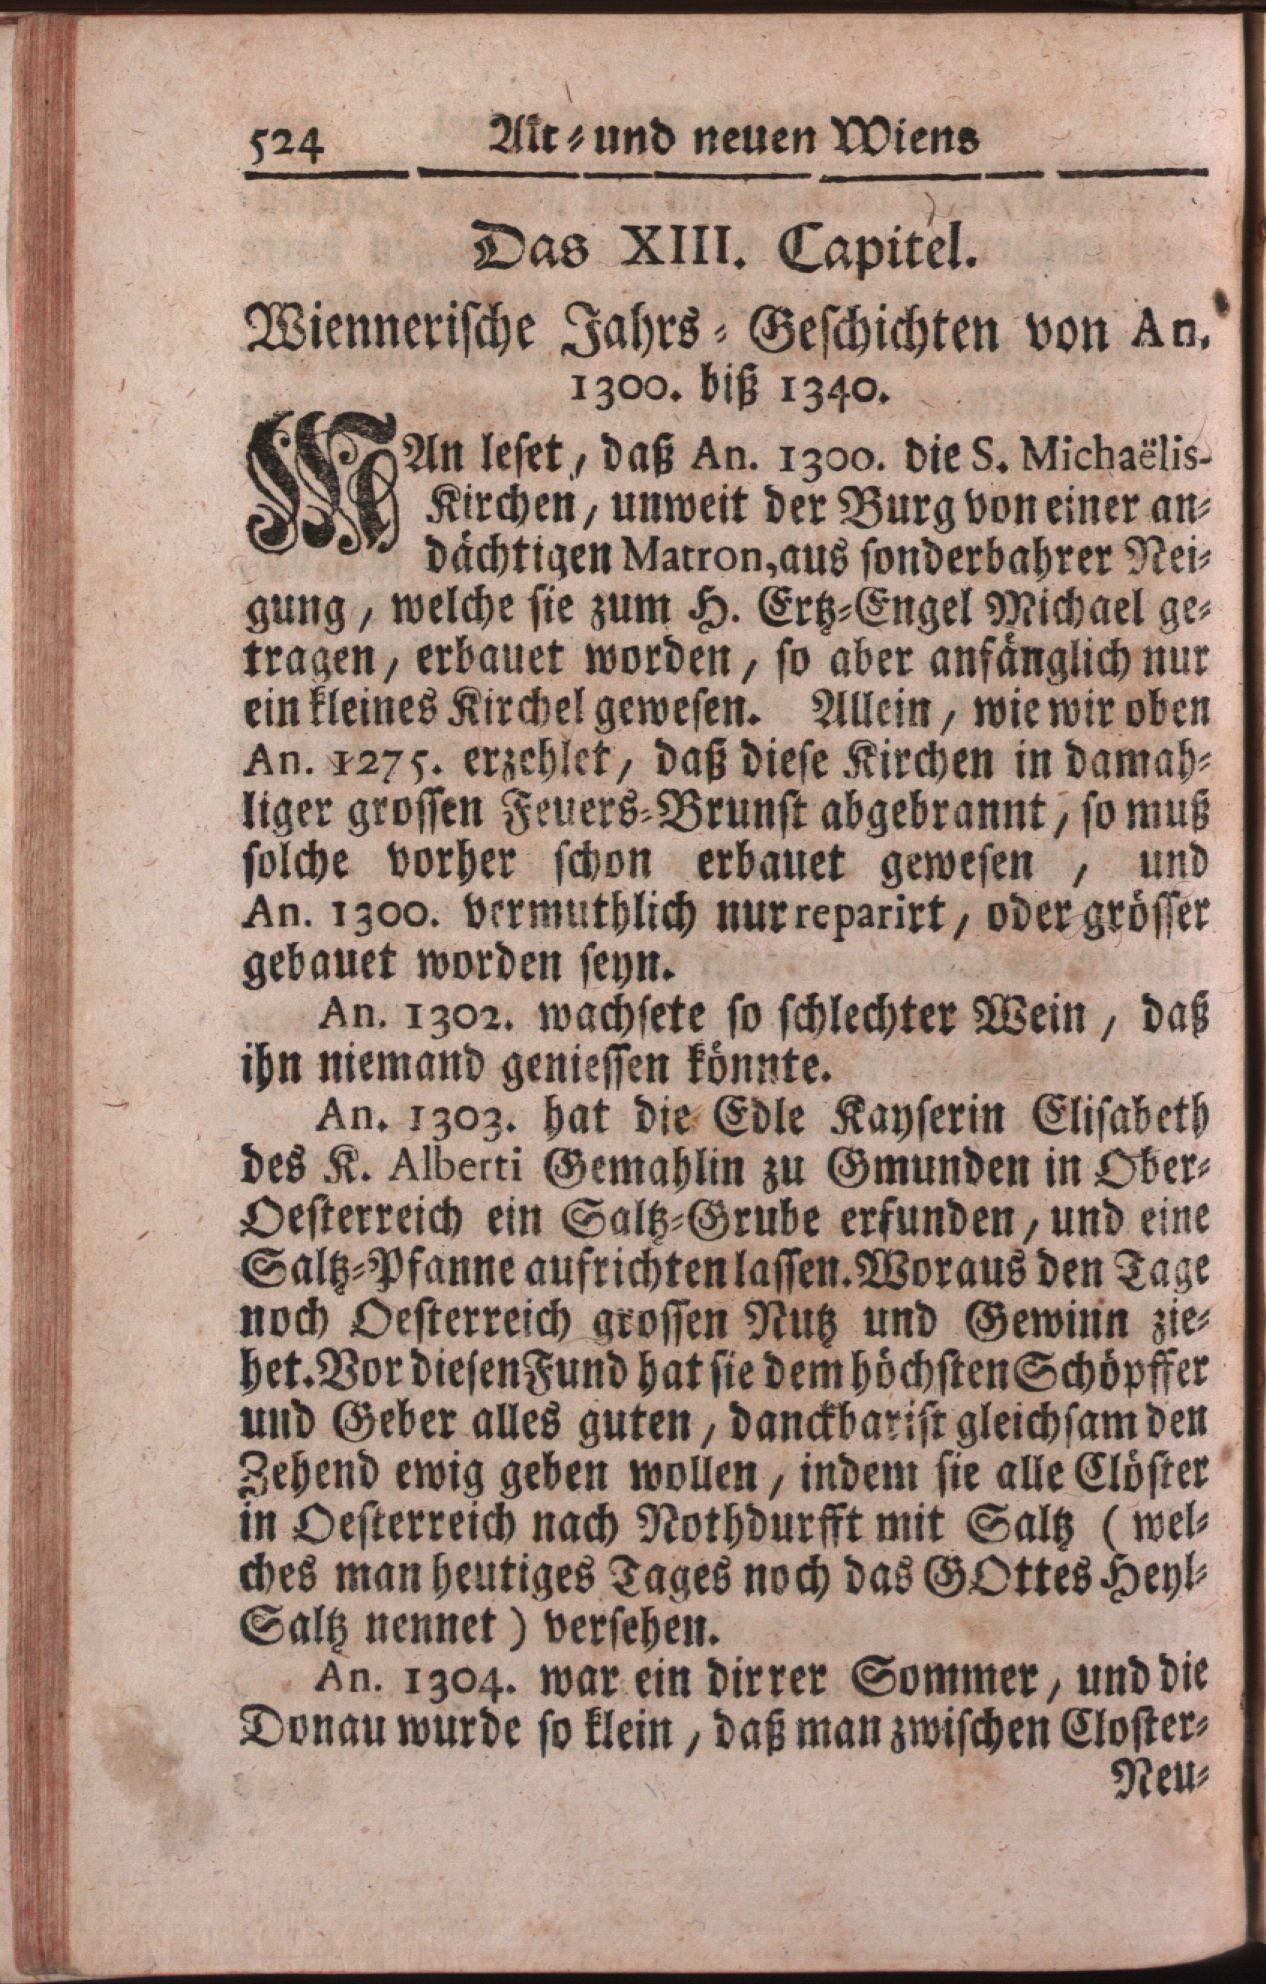 524 Alt-und neuen Wiens
Das XIII. Capitel.
Wiennerische Jahrs-Geschichten von An.
1300. biß 1340.
MAn leset, daß An. 1300. die S. Michaëlis-
Kirchen, unweit der Burg von einer an-
dächtigen Matron, aus sonderbahrer Nei-
gung, welche sie zum H. Ertz-Engel Michael ge-
tragen, erbauet worden, so aber anfänglich nur
ein kleines Kirchel gewesen. Allein, wie wir oben
An. 1275. erzehlet, daß diese Kirchen in damah-
liger grossen Feuers-Brunst abgebrannt, so muß
solche vorher schon erbauet gewesen, und
An. 1300. vermuthlich nur reparirt, oder grösser
gebauet worden seyn.
An. 1302. wachsete so schlechter Wein, daß
ihn niemand geniessen könnte.
An. 1303. hat die Edle Kayserin Elisabeth
des K. Alberti Gemahlin zu Gmunden in Ober-
Oesterreich ein Saltz-Grube erfunden, und eine
Saltz-Pfanne aufrichten lassen. Woraus den Tage
noch Oesterreich grossen Nutz und Gewinn zie-
het. Vor diesen Fund hat sie dem höchsten Schöpffer
und Geber alles guten, danckbarist gleichsam den
Zehend ewig geben wollen, indem sie alle Clöster
in Oesterreich nach Nothdurfft mit Saltz (wel-
ches man heutiges Tages noch das GOttes Heyl-
Saltz nennet) versehen.
An. 1304. war ein dirrer Sommer, und die
Donau wurde so klein, daß man zwischen Closter-
Neu-